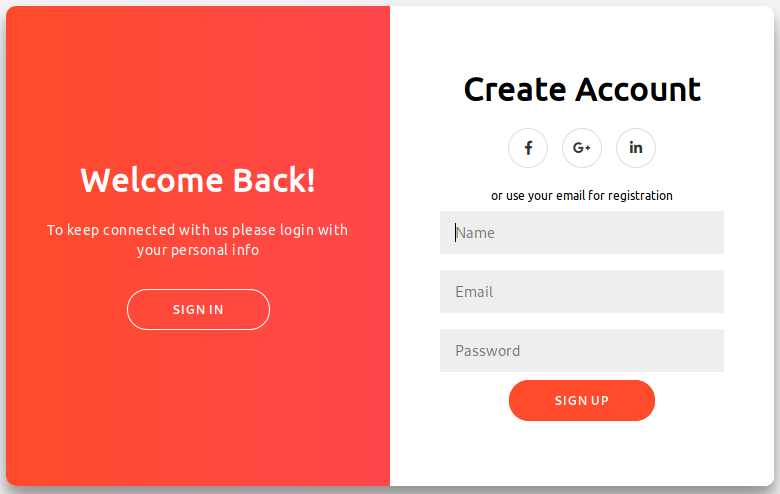 Welcome Back!
To keep connected with us please login with
your personal info
SIGN IN
Create Account
f
G+
in
or use your email for registration
Name
Email
Password
SIGN UP